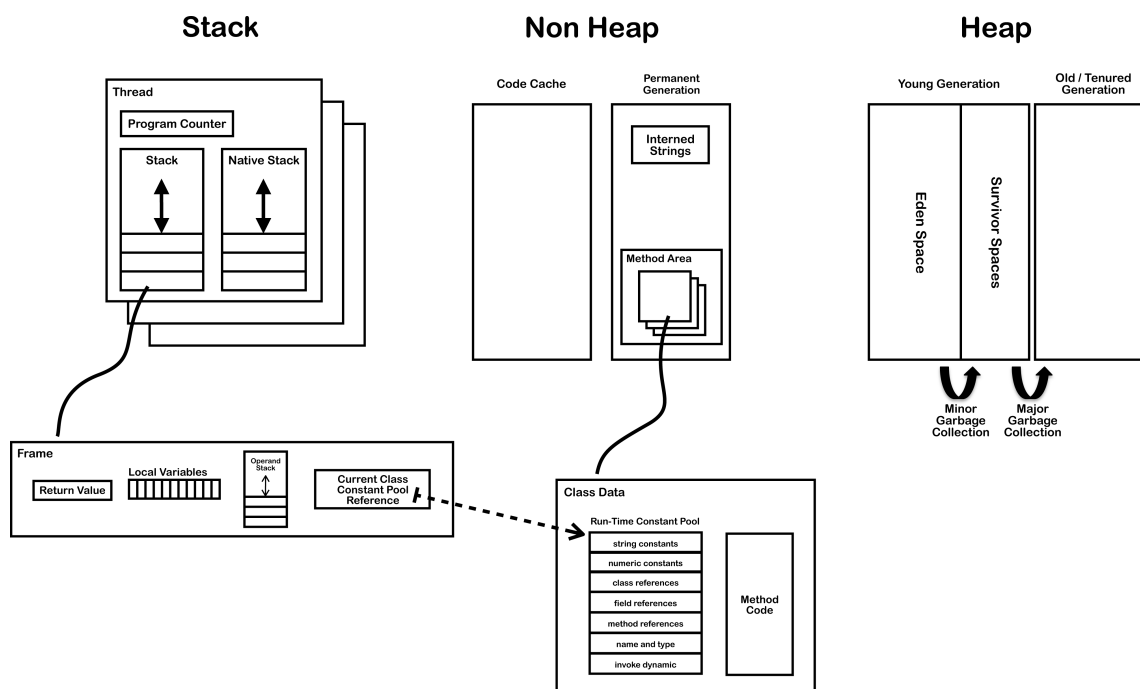 Stack
Non Heap
Heap
Thread
Program Counter
Stack
Native Stack
Code Cache
Permanent
Generation
Interned
Strings
Method Area
Young Generation
Old / Tenured
Generation
Eden Space
Survivor Spaces
Minor
Garbage
Collection
Major
Garbage
Collection
Frame
Return Value
Local Variables
Operand
Stack
Current Class
Constant Pool
Reference
Class Data
Run-Time Constant Pool
string constants
numeric constants
class references
field references
method references
name and type
invoke dynamic
Method
Code